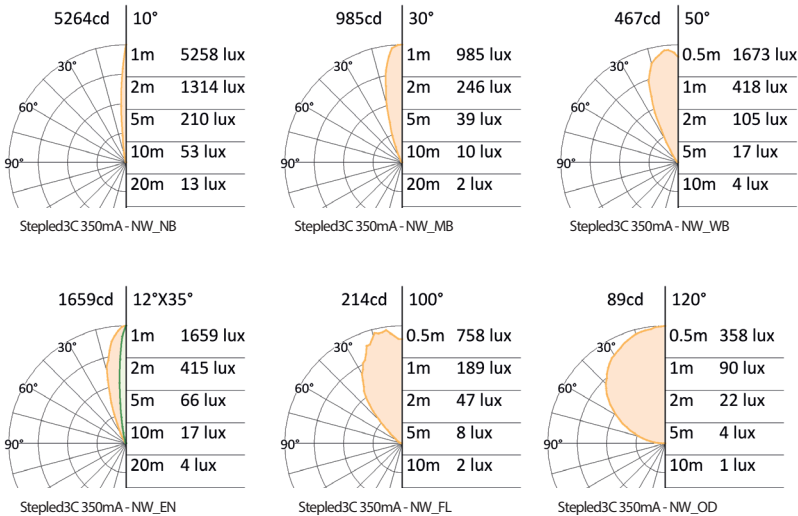 5264cd 10°
1m 5258 lux
2m 1314 lux
5m 210 lux
10m 53 lux
20m 13 lux
30°
60°
90°
Stepled3C 350mA - NW_NB
985cd 30°
1m 985 lux
2m 246 lux
5m 39 lux
10m 10 lux
20m 2 lux
30°
60°
90°
Stepled3C 350mA - NW_MB
467cd 50°
0.5m 1673 lux
1m 418 lux
2m 105 lux
5m 17 lux
10m 4 lux
30°
60°
90°
Stepled3C 350mA - NW_WB
1659cd 12°X35°
1m 1659 lux
2m 415 lux
5m 66 lux
10m 17 lux
20m 4 lux
30°
60°
90°
Stepled3C 350mA - NW_EN
214cd 100°
0.5m 758 lux
1m 189 lux
2m 47 lux
5m 8 lux
10m 2 lux
30°
60°
90°
Stepled3C 350mA - NW_FL
89cd 120°
0.5m 358 lux
1m 90 lux
2m 22 lux
5m 4 lux
10m 1 lux
30°
60°
90°
Stepled3C 350mA - NW_OD